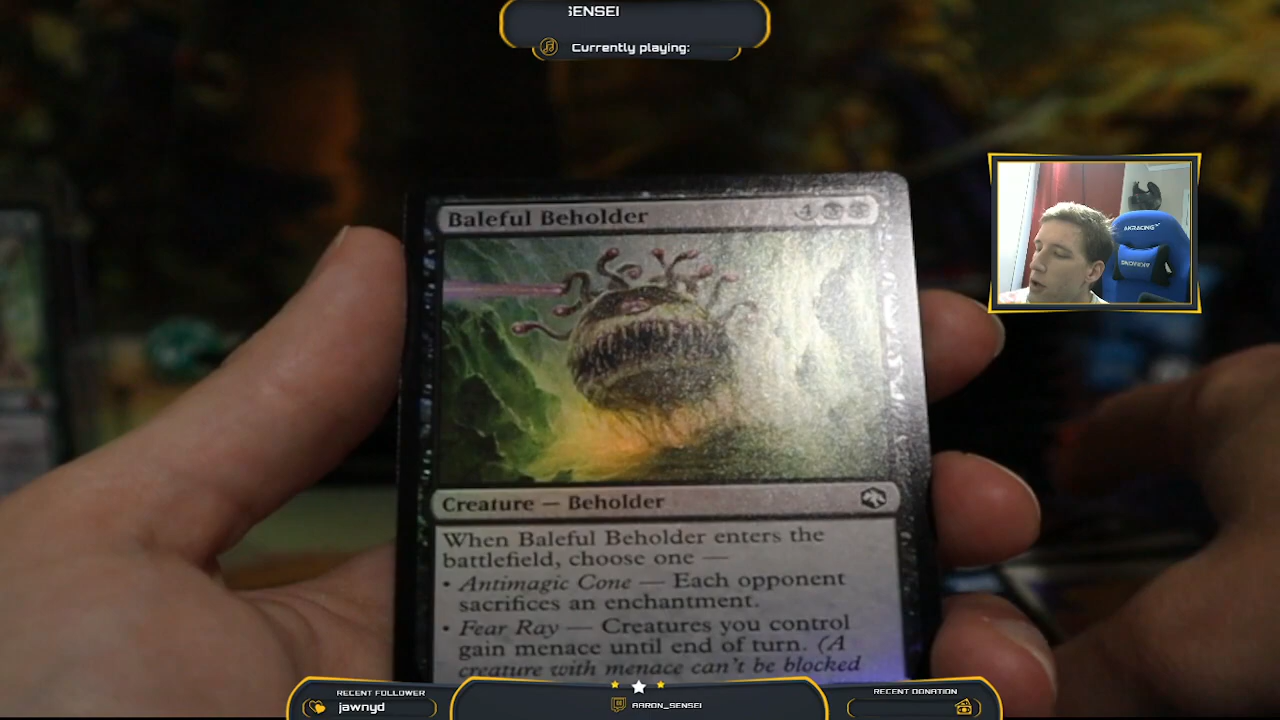 SENSEI
Currently playing:
Baleful Beholder 4
AKRACING
Creature — Beholder
When Baleful Beholder enters the
battlefield, choose one —
• Antimagic Cone — Each opponent
sacrifices an enchantment.
• Fear Ray — Creatures you control
gain menace until end of turn. (A
creature with menace can't be blocked
RECENT FOLLOWER
jawnyd
AARON_SENSEI
RECENT DONATION